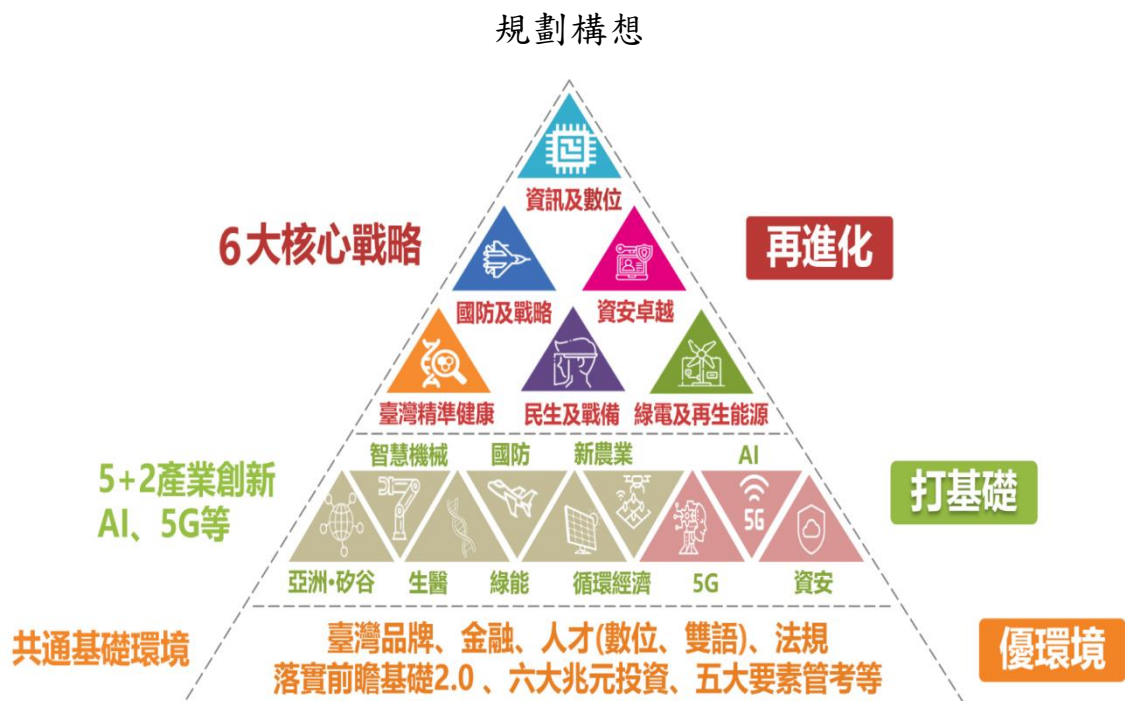 規劃構想
資訊及數位
6大核心戰略
再進化
國防及戰略 資安卓越
臺灣精準健康 民生及戰備 綠電及再生能源
智慧機械 國防 新農業 AI
5+2產業創新
AI、5G等
打基礎
5G
亞洲•矽谷 生醫 綠能 循環經濟 5G 資安
共通基礎環境
臺灣品牌、金融、人才(數位、雙語)、法規
落實前瞻基礎2.0、六大兆元投資、五大要素管考等
優環境